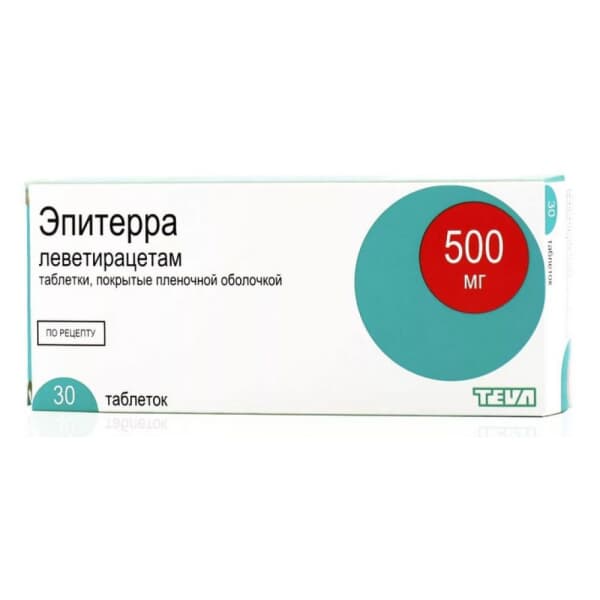 Эпитерра
леветирацетам
таблетки, покрытые пленочной оболочкой
500
мг
ПО РЕЦЕПТУ
30 таблеток
TEVA
30
таблеток